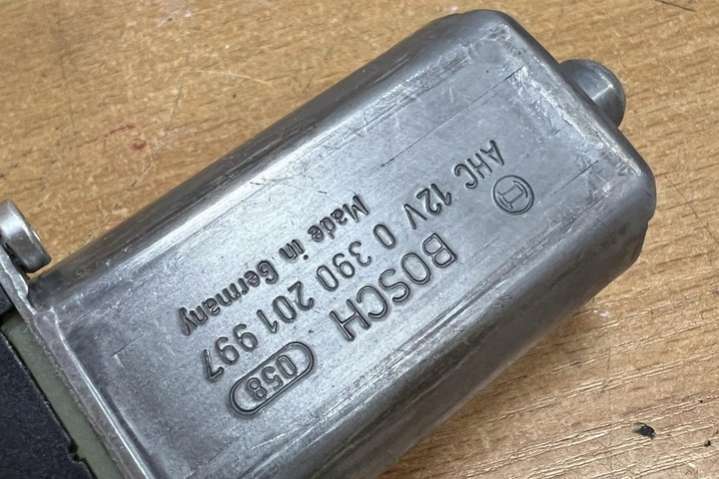 BOSCH 058
AHC 12V 0 390 201 997
Made in Germany